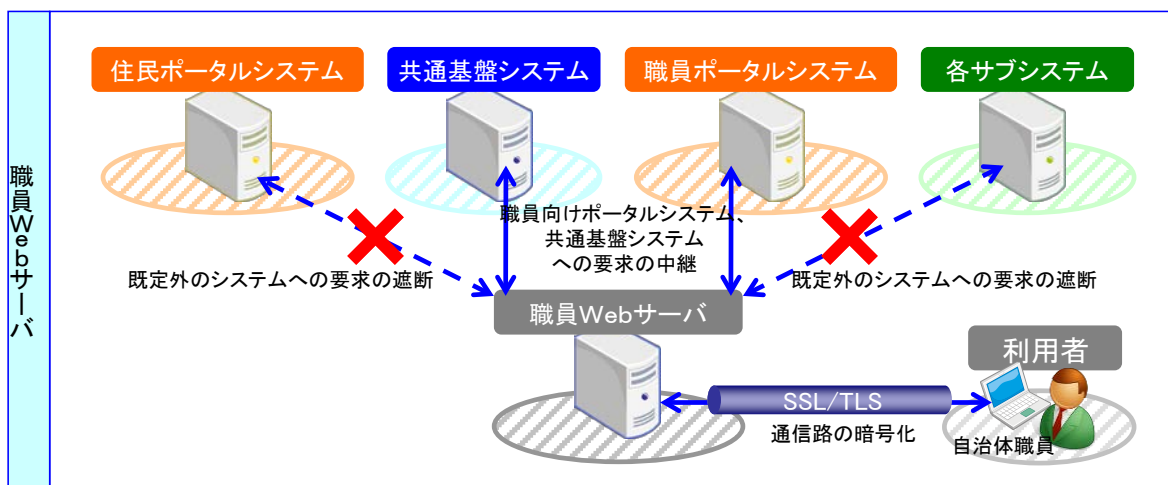 職員Webサーバ
住民ポータルシステム
共通基盤システム
職員ポータルシステム
各サブシステム
職員向けポータルシステム、
共通基盤システム
への要求の中継
既定外のシステムへの要求の遮断
既定外のシステムへの要求の遮断
職員Webサーバ
利用者
SSL/TLS
通信路の暗号化
自治体職員